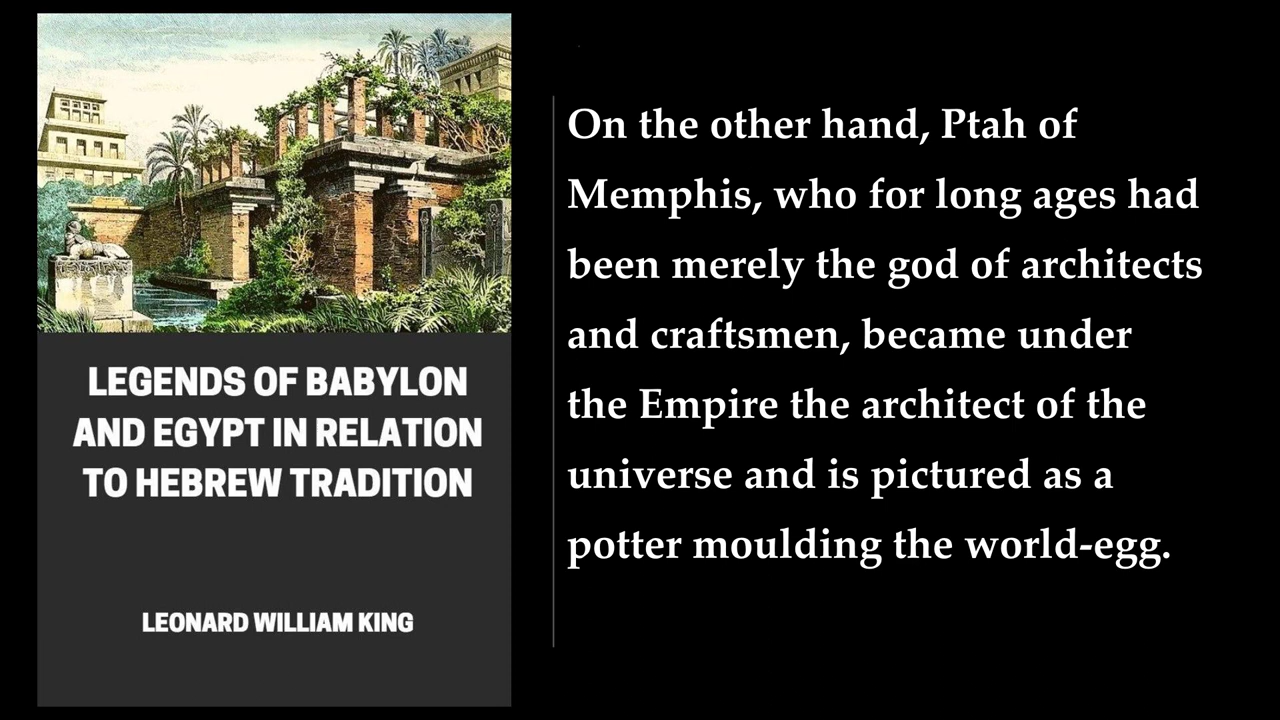 LEGENDS OF BABYLON
AND EGYPT IN RELATION
TO HEBREW TRADITION
LEONARD WILLIAM KING
On the other hand, Ptah of
Memphis, who for long ages had
been merely the god of architects
and craftsmen, became under
the Empire the architect of the
universe and is pictured as a
potter moulding the world-egg.